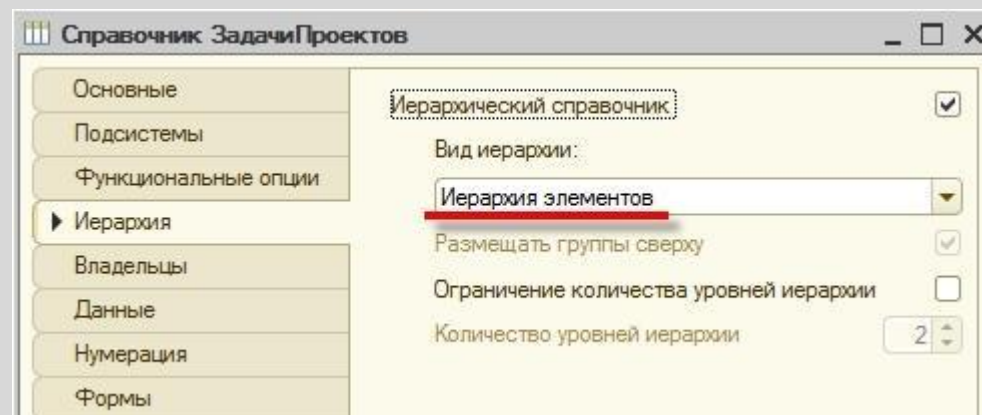 Справочник ЗадачиПроектов
Основные
Подсистемы
Функциональные опции
Иерархия
Владельцы
Данные
Нумерация
Формы
Иерархический справочник
Вид иерархии:
Иерархия элементов
Размещать группы сверху
Ограничение количества уровней иерархии
Количество уровней иерархии 2